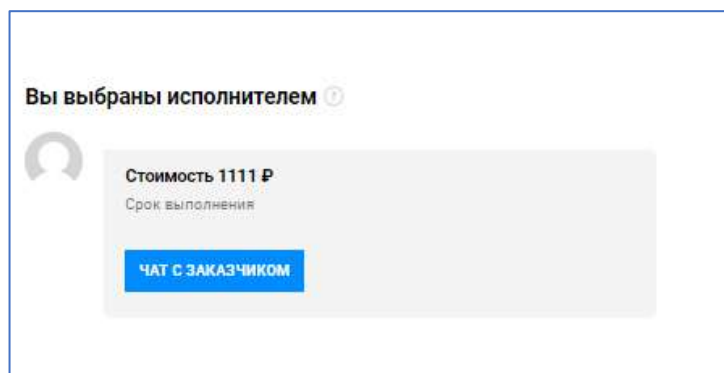 Вы выбраны исполнителем
Стоимость 1111 ₽
Срок выполнения
ЧАТ С ЗАКАЗЧИКОМ